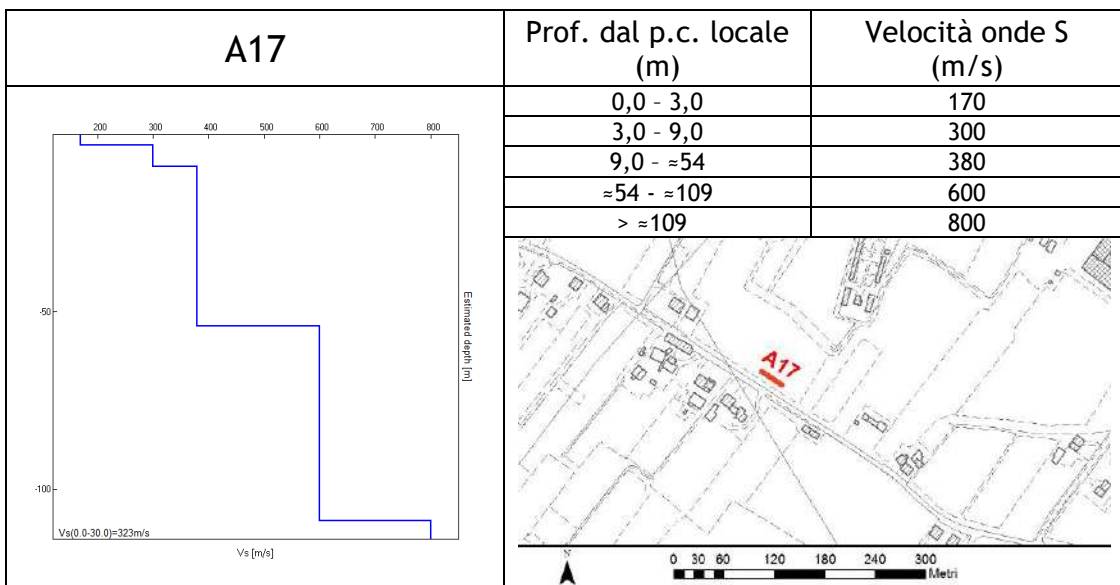 A17
Prof. dal p.c. locale
(m)
Velocità onde S
(m/s)
0,0 – 3,0
170
3,0 – 9,0
300
9,0 – ≈54
380
≈54 - ≈109
600
> ≈109
800
200 300 400 500 600 700 800
-50
-100
Estimated depth [m]
Vs(0.0-30.0)=323m/s
Vs [m/s]
A17
N
0 30 60 120 180 240 300
Metri